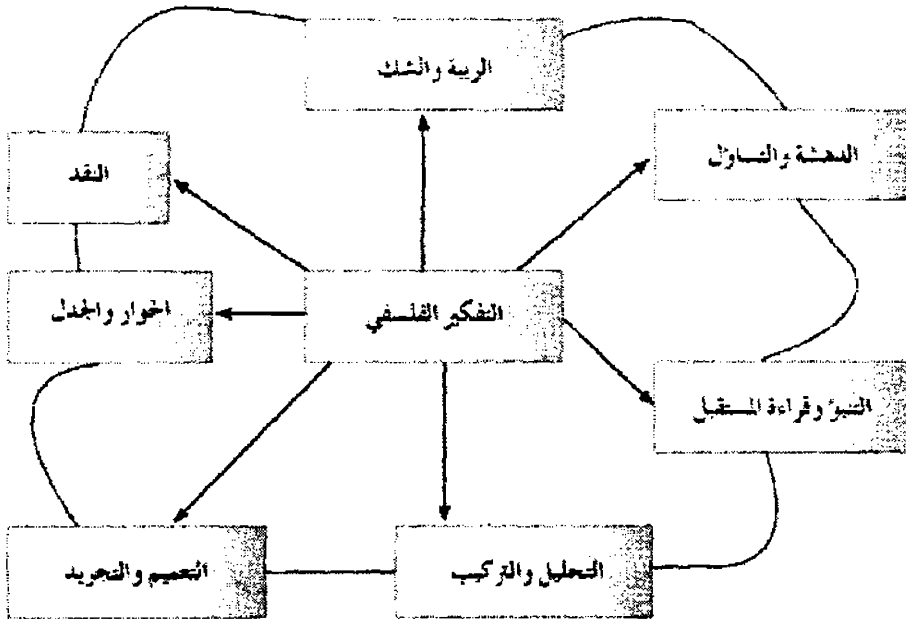 الريبة والشك
الدهشة والتساؤل
النقد
الحوار والجدل
التفكير الفلسفي
التنبؤ وقراءة المستقبل
التحليل والتركيب
التعميم والتجريد